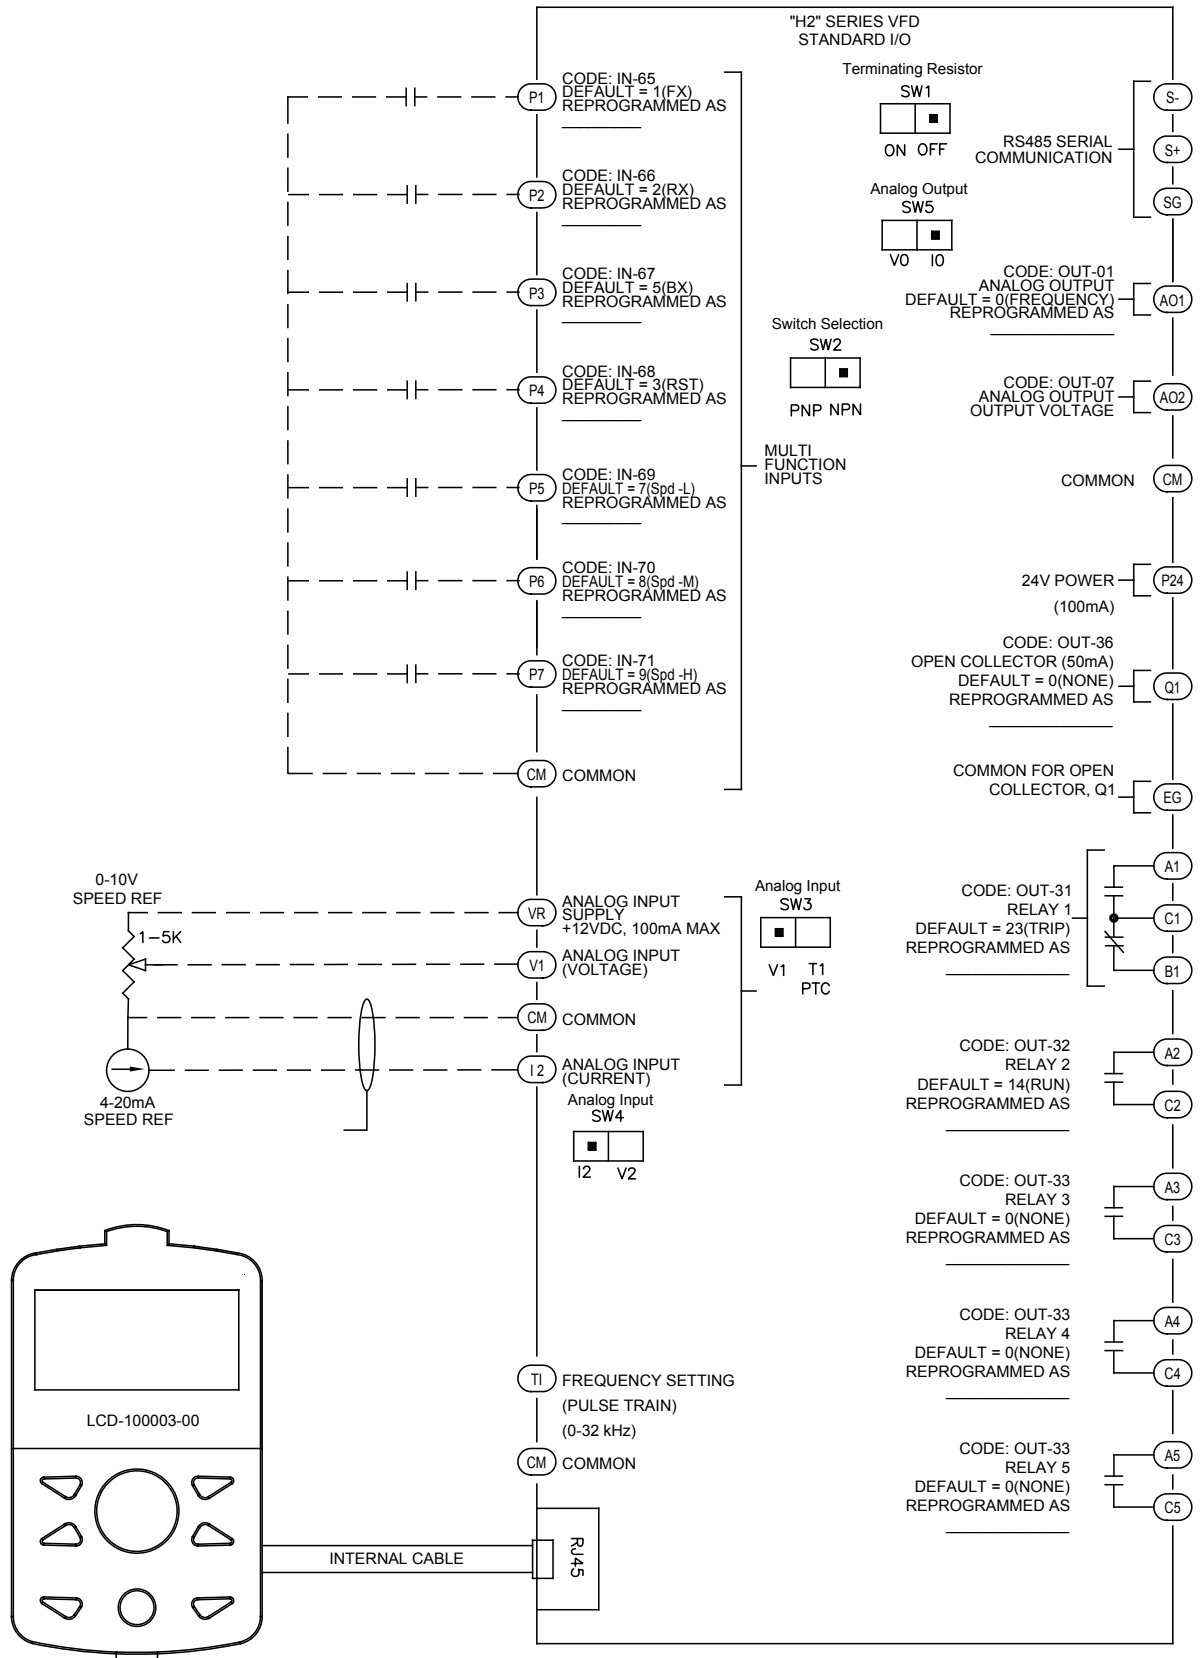 "H2" SERIES VFD
STANDARD I/O
Terminating Resistor
SW1
ON OFF
Analog Output
SW5
VO IO
Switch Selection
SW2
PNP NPN
P1
CODE: IN-65
DEFAULT = 1(FX)
REPROGRAMMED AS
P2
CODE: IN-66
DEFAULT = 2(RX)
REPROGRAMMED AS
P3
CODE: IN-67
DEFAULT = 5(BX)
REPROGRAMMED AS
P4
CODE: IN-68
DEFAULT = 3(RST)
REPROGRAMMED AS
P5
CODE: IN-69
DEFAULT = 7(Spd -L)
REPROGRAMMED AS
P6
CODE: IN-70
DEFAULT = 8(Spd -M)
REPROGRAMMED AS
P7
CODE: IN-71
DEFAULT = 9(Spd -H)
REPROGRAMMED AS
CM COMMON
MULTI
FUNCTION
INPUTS
RS485 SERIAL
COMMUNICATION
S-
S+
SG
CODE: OUT-01
ANALOG OUTPUT
DEFAULT = 0(FREQUENCY)
REPROGRAMMED AS
AO1
CODE: OUT-07
ANALOG OUTPUT
OUTPUT VOLTAGE
AO2
COMMON CM
24V POWER
(100mA)
P24
CODE: OUT-36
OPEN COLLECTOR (50mA)
DEFAULT = 0(NONE)
REPROGRAMMED AS
Q1
COMMON FOR OPEN
COLLECTOR, Q1
EG
0-10V
SPEED REF
1-5K
4-20mA
SPEED REF
VR
ANALOG INPUT
SUPPLY
+12VDC, 100mA MAX
V1
ANALOG INPUT
(VOLTAGE)
CM COMMON
I2
ANALOG INPUT
(CURRENT)
Analog Input
SW3
V1 T1
PTC
Analog Input
SW4
I2 V2
CODE: OUT-31
RELAY 1
DEFAULT = 23(TRIP)
REPROGRAMMED AS
A1
C1
B1
CODE: OUT-32
RELAY 2
DEFAULT = 14(RUN)
REPROGRAMMED AS
A2
C2
CODE: OUT-33
RELAY 3
DEFAULT = 0(NONE)
REPROGRAMMED AS
A3
C3
CODE: OUT-33
RELAY 4
DEFAULT = 0(NONE)
REPROGRAMMED AS
A4
C4
CODE: OUT-33
RELAY 5
DEFAULT = 0(NONE)
REPROGRAMMED AS
A5
C5
TI FREQUENCY SETTING
(PULSE TRAIN)
(0-32 kHz)
CM COMMON
RJ45
INTERNAL CABLE
LCD-100003-00